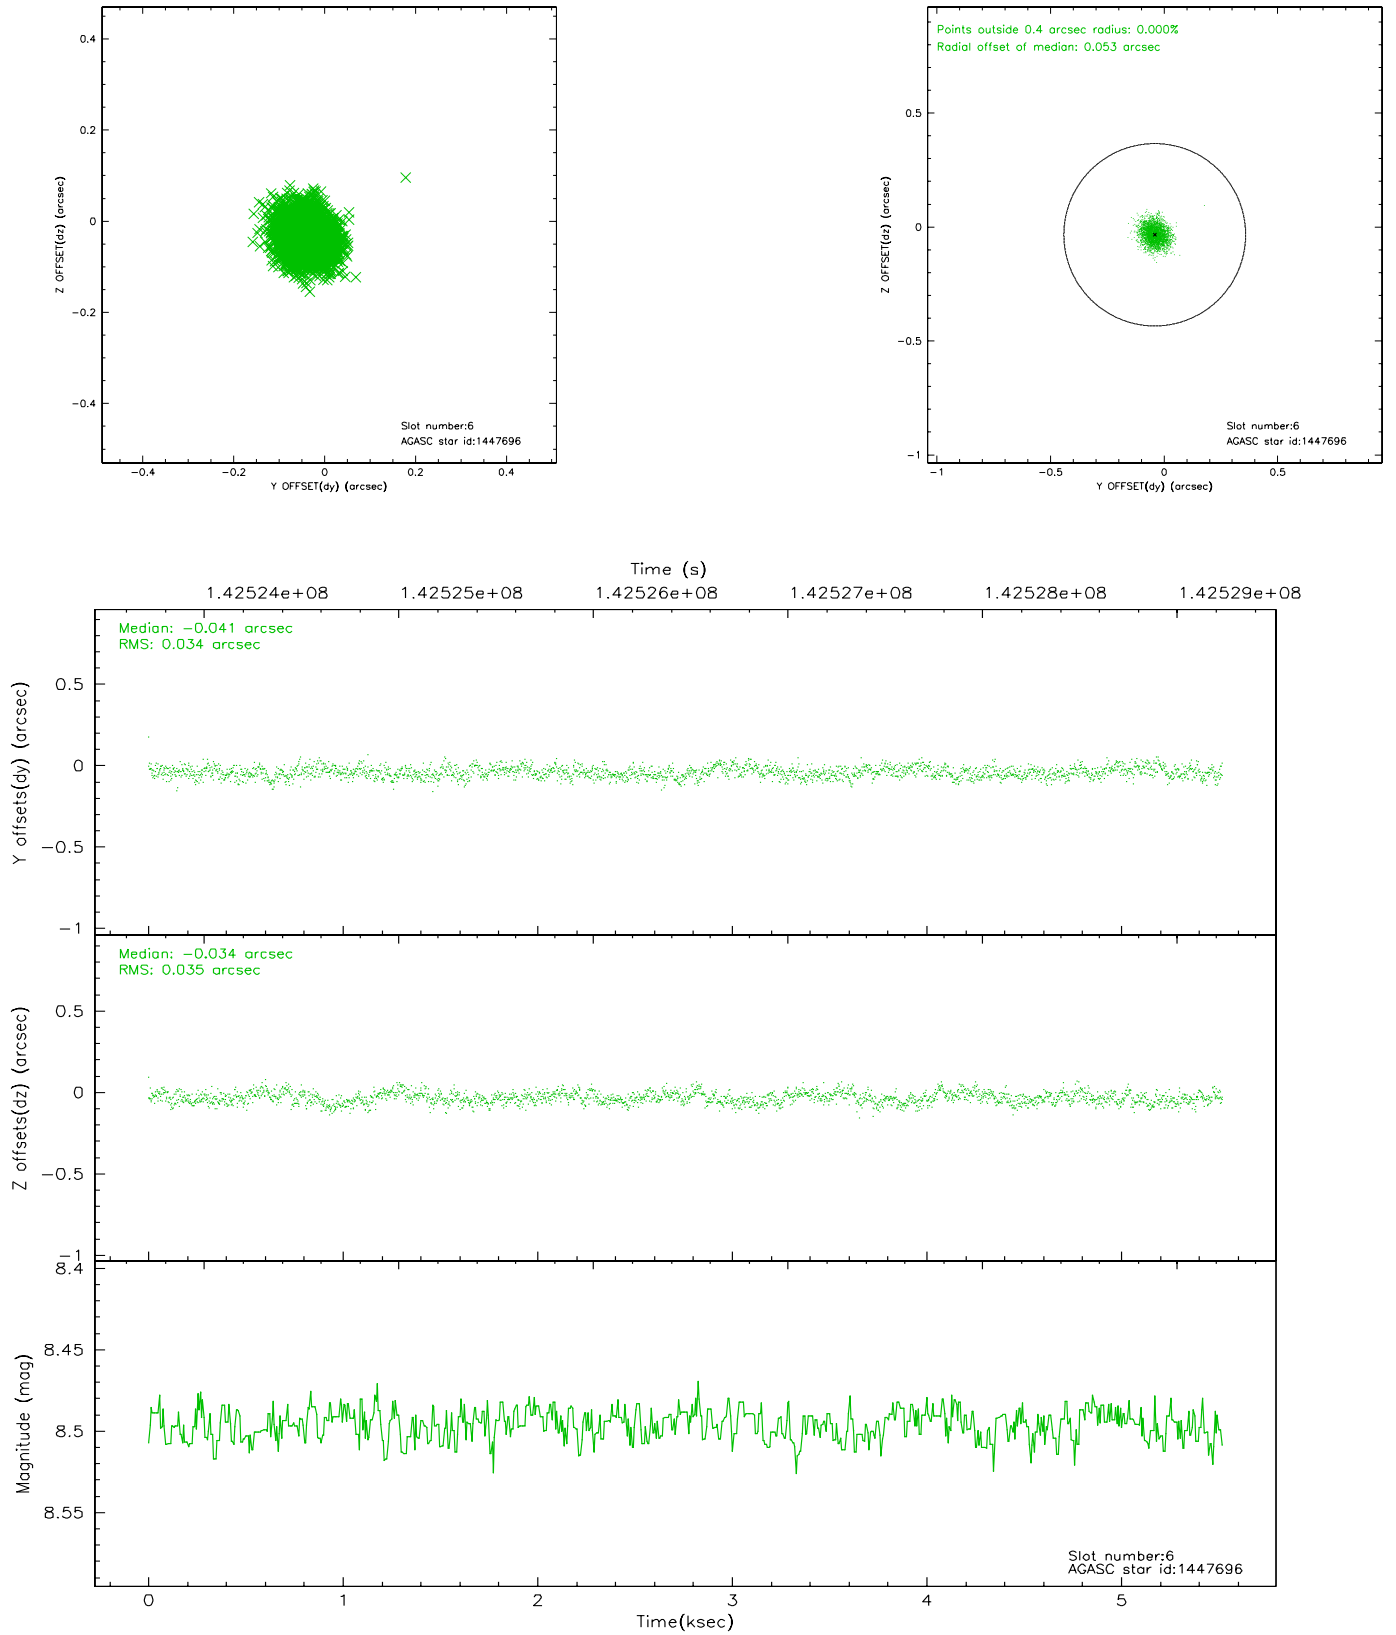 0.4
0.2
0
−0.2
−0.4
Z OFFSET(dz) (arcsec)
Slot number:6
AGASC star id:1447696
−0.4 −0.2 0 0.2 0.4
Y OFFSET(dy) (arcsec)
Points outside 0.4 arcsec radius: 0.000%
Radial offset of median: 0.053 arcsec
0.5
0
−0.5
−1
Z OFFSET(dz) (arcsec)
Slot number:6
AGASC star id:1447696
−1 −0.5 0 0.5
Y OFFSET(dy) (arcsec)
Time (s)
1.42524e+08 1.42525e+08 1.42526e+08 1.42527e+08 1.42528e+08 1.42529e+08
Median: −0.041 arcsec
RMS: 0.034 arcsec
0.5
0
−0.5
−1
Y offsets(dy) (arcsec)
Median: −0.034 arcsec
RMS: 0.035 arcsec
0.5
0
−0.5
−1
Z offsets(dz) (arcsec)
8.4
8.45
8.5
8.55
Magnitude (mag)
Slot number:6
AGASC star id:1447696
0 1 2 3 4 5
Time(ksec)